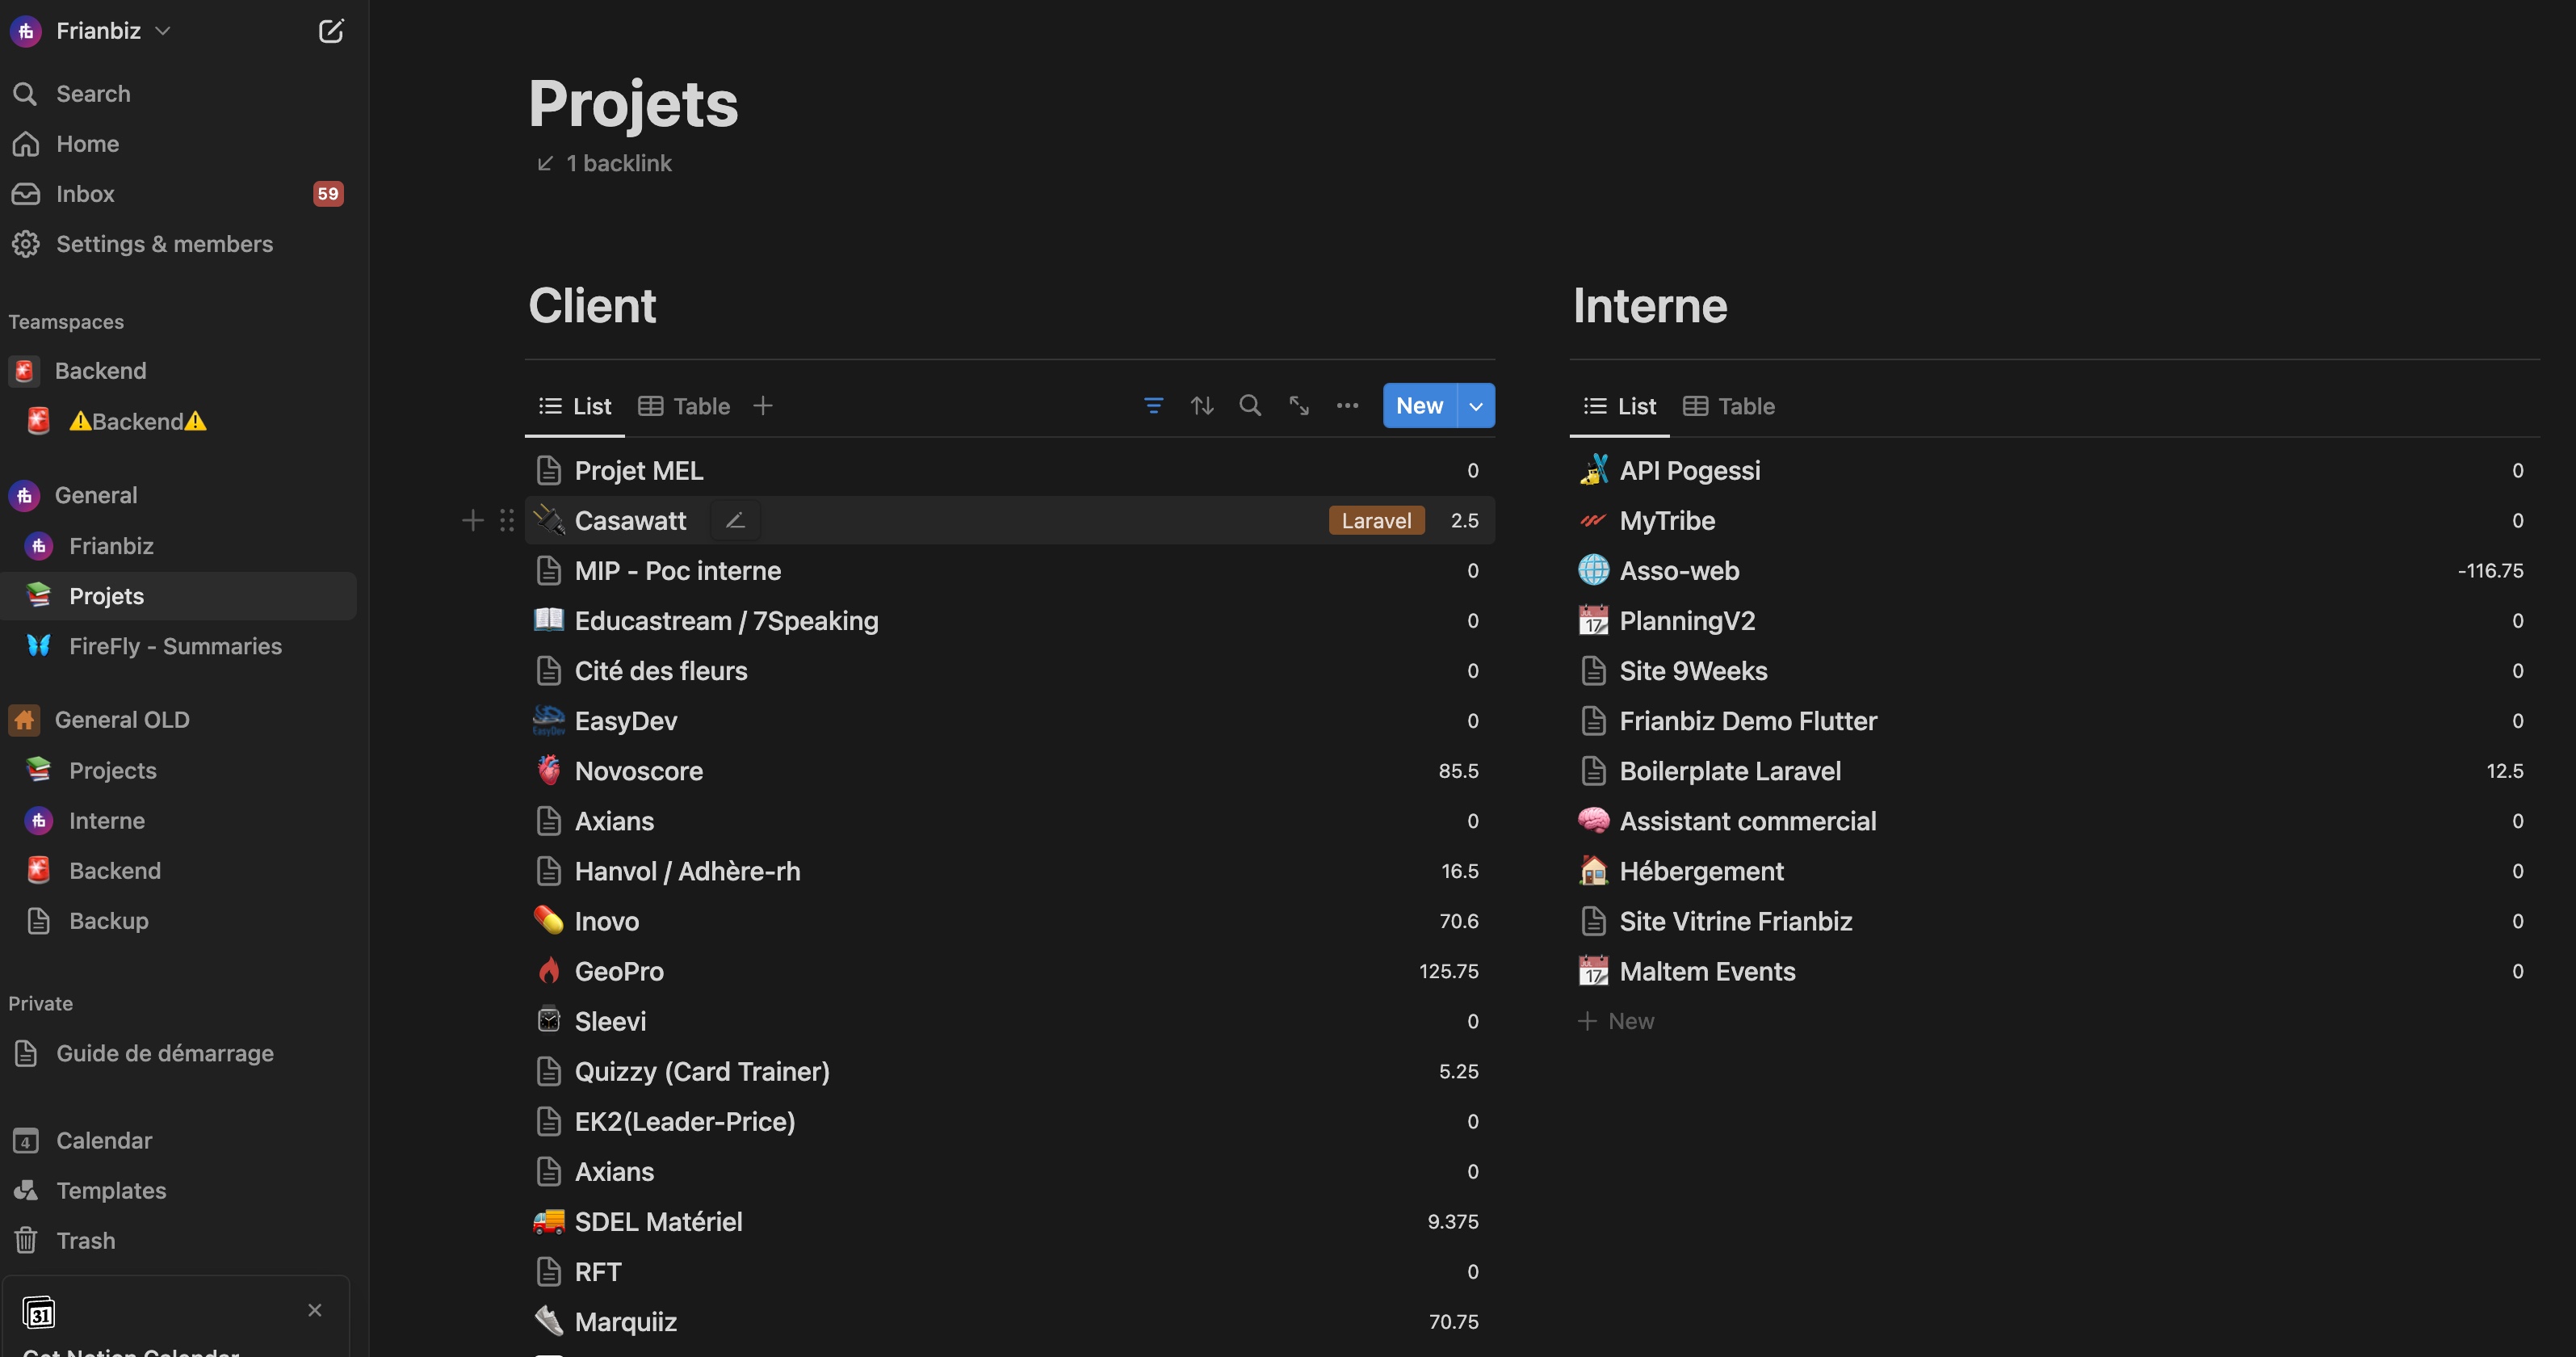 Frianbiz
Search
Home
Inbox
59
Settings & members
Teamspaces
Backend
⚠️Backend⚠️
General
Frianbiz
Projets
FireFly - Summaries
General OLD
Projects
Interne
Backend
Backup
Private
Guide de démarrage
4
Calendar
Templates
Trash
31
Get Notion Calendar
Projets
1 backlink
Client
List
Table
New
Projet MEL 0
Casawatt Laravel 2.5
MIP - Poc interne 0
Educastream / 7Speaking 0
Cité des fleurs 0
EasyDev 0
Novoscore 85.5
Axians 0
Hanvol / Adhère-rh 16.5
Inovo 70.6
GeoPro 125.75
Sleevi 0
Quizzy (Card Trainer) 5.25
EK2(Leader-Price) 0
Axians 0
SDEL Matériel 9.375
RFT 0
Marquiiz 70.75
Interne
List
Table
API Pogessi 0
MyTribe 0
Asso-web -116.75
PlanningV2 0
Site 9Weeks 0
Frianbiz Demo Flutter 0
Boilerplate Laravel 12.5
Assistant commercial 0
Hébergement 0
Site Vitrine Frianbiz 0
Maltem Events 0
New